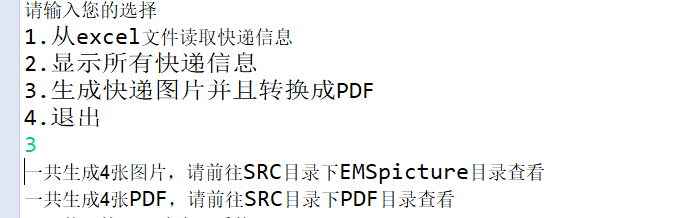 请输入您的选择
1.从excel文件读取快递信息
2.显示所有快递信息
3.生成快递图片并且转换成PDF
4.退出
3
一共生成4张图片，请前往SRC目录下EMSpicture目录查看
一共生成4张PDF，请前往SRC目录下PDF目录查看